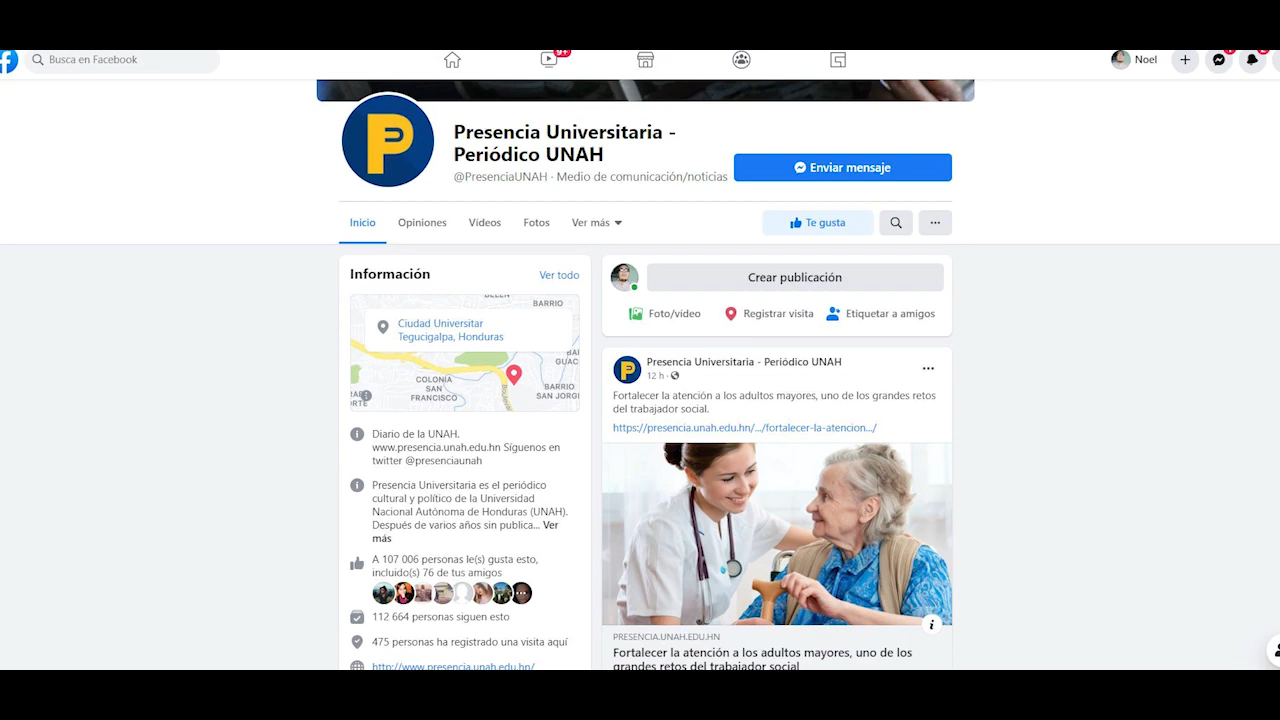 Busca en Facebook
9+
Noel
Presencia Universitaria -
Periódico UNAH
@PresenciaUNAH · Medio de comunicación/noticias
Enviar mensaje
Inicio
Opiniones
Videos
Fotos
Ver más
Te gusta
Información
Ver todo
BARRIO
Ciudad Universitar
Tegucigalpa, Honduras
COLONIA
SAN
FRANCISCO
BARRIO
SAN JORGE
Diario de la UNAH.
www.presencia.unah.edu.hn Síguenos en
twitter @presenciaunah
Presencia Universitaria es el periódico
cultural y político de la Universidad
Nacional Autónoma de Honduras (UNAH).
Después de varios años sin publica... Ver
más
A 107 006 personas le(s) gusta esto,
incluido(s) 76 de tus amigos
112 664 personas siguen esto
475 personas ha registrado una visita aquí
http://www.presencia.unah.edu.hn/
Crear publicación
Foto/video
Registrar visita
Etiquetar a amigos
Presencia Universitaria - Periódico UNAH
12 h ·
Fortalecer la atención a los adultos mayores, uno de los grandes retos
del trabajador social.
https://presencia.unah.edu.hn/.../fortalecer-la-atencion.../
PRESENCIA.UNAH.EDU.HN
Fortalecer la atención a los adultos mayores, uno de los
grandes retos del trabajador social